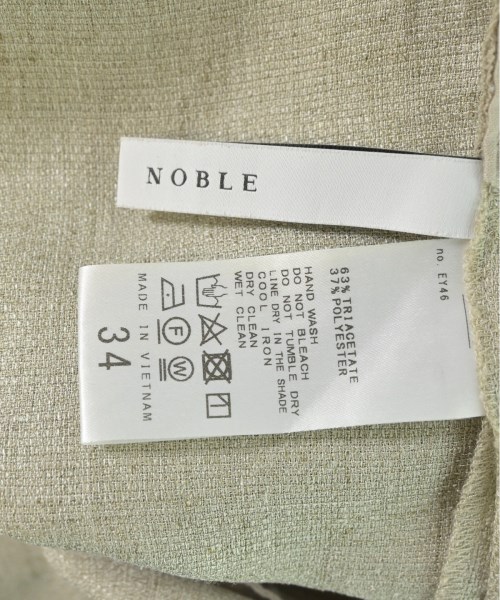 NOBLE
no. EY46
63% TRIACETATE
37% POLYESTER
HAND WASH
DO NOT BLEACH
DO NOT TUMBLE DRY
LINE DRY IN THE SHADE
COOL IRON
DRY CLEAN
WET CLEAN
F
W
MADE IN VIETNAM
34